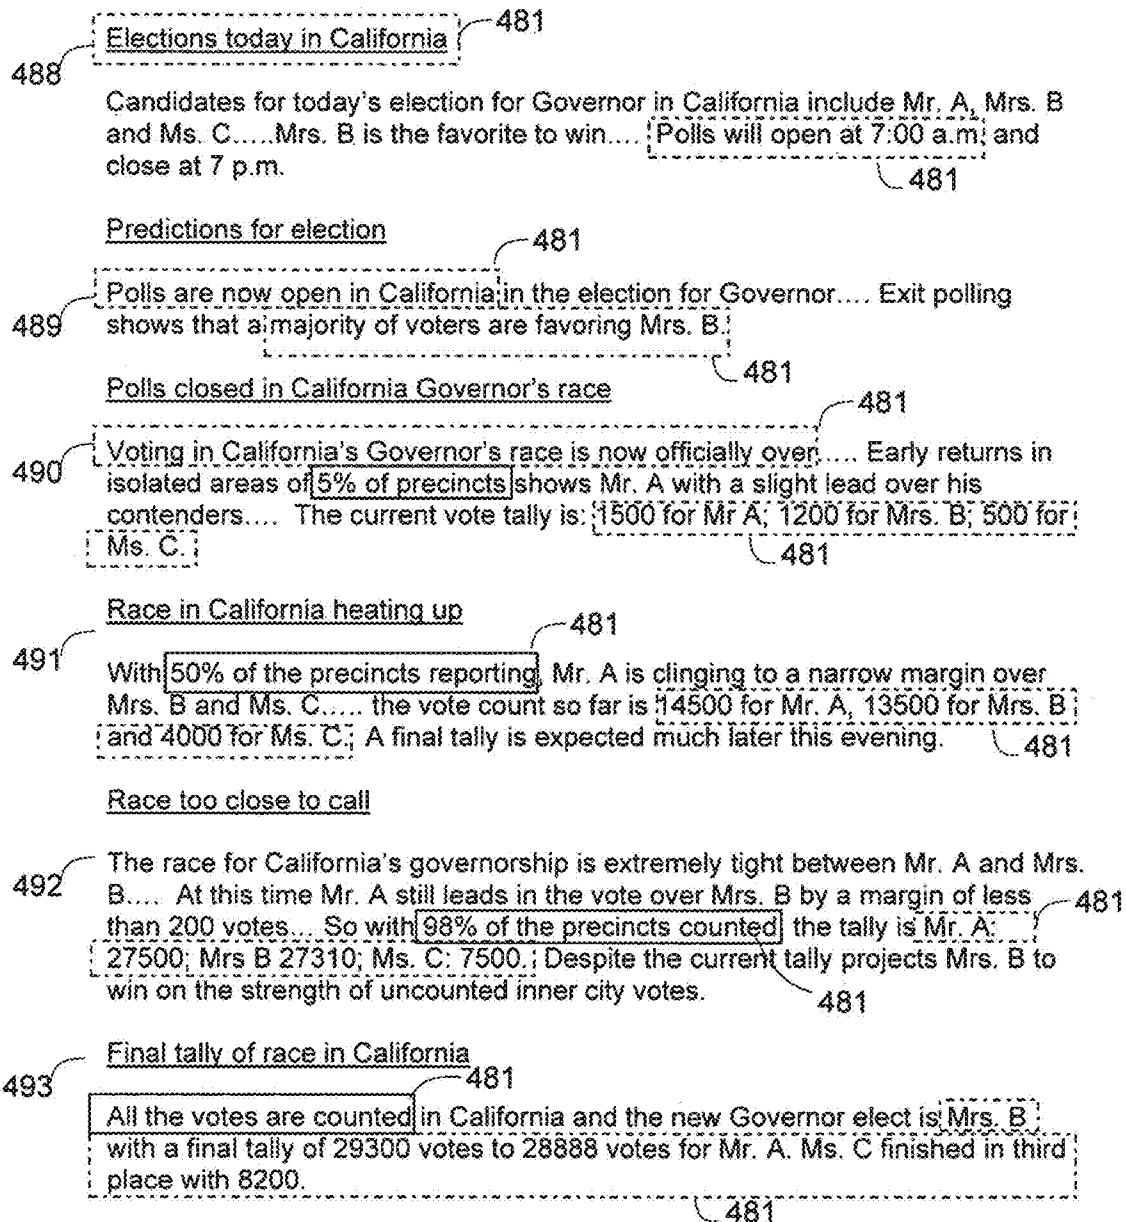 Elections today in California 481
488
Candidates for today's election for Governor in California include Mr. A, Mrs. B
and Ms. C.....Mrs. B is the favorite to win.... Polls will open at 7:00 a.m. and
close at 7 p.m.
481
Predictions for election
481
Polls are now open in California in the election for Governor.... Exit polling
489
shows that a majority of voters are favoring Mrs. B.
481
Polls closed in California Governor's race
481
Voting in California's Governor's race is now officially over..... Early returns in
490
isolated areas of 5% of precincts shows Mr. A with a slight lead over his
contenders.... The current vote tally is: 1500 for Mr A; 1200 for Mrs. B; 500 for
Ms. C.
481
Race in California heating up
481
491
With 50% of the precincts reporting, Mr. A is clinging to a narrow margin over
Mrs. B and Ms. C..... the vote count so far is 14500 for Mr. A, 13500 for Mrs. B
and 4000 for Ms. C. A final tally is expected much later this evening.
481
Race too close to call
The race for California's governorship is extremely tight between Mr. A and Mrs.
492
B.... At this time Mr. A still leads in the vote over Mrs. B by a margin of less
481
than 200 votes... So with 98% of the precincts counted the tally is Mr. A:
27500; Mrs B 27310; Ms. C: 7500. Despite the current tally projects Mrs. B to
win on the strength of uncounted inner city votes.
481
Final tally of race in California
493
481
All the votes are counted in California and the new Governor elect is Mrs. B
with a final tally of 29300 votes to 28888 votes for Mr. A. Ms. C finished in third
place with 8200.
481